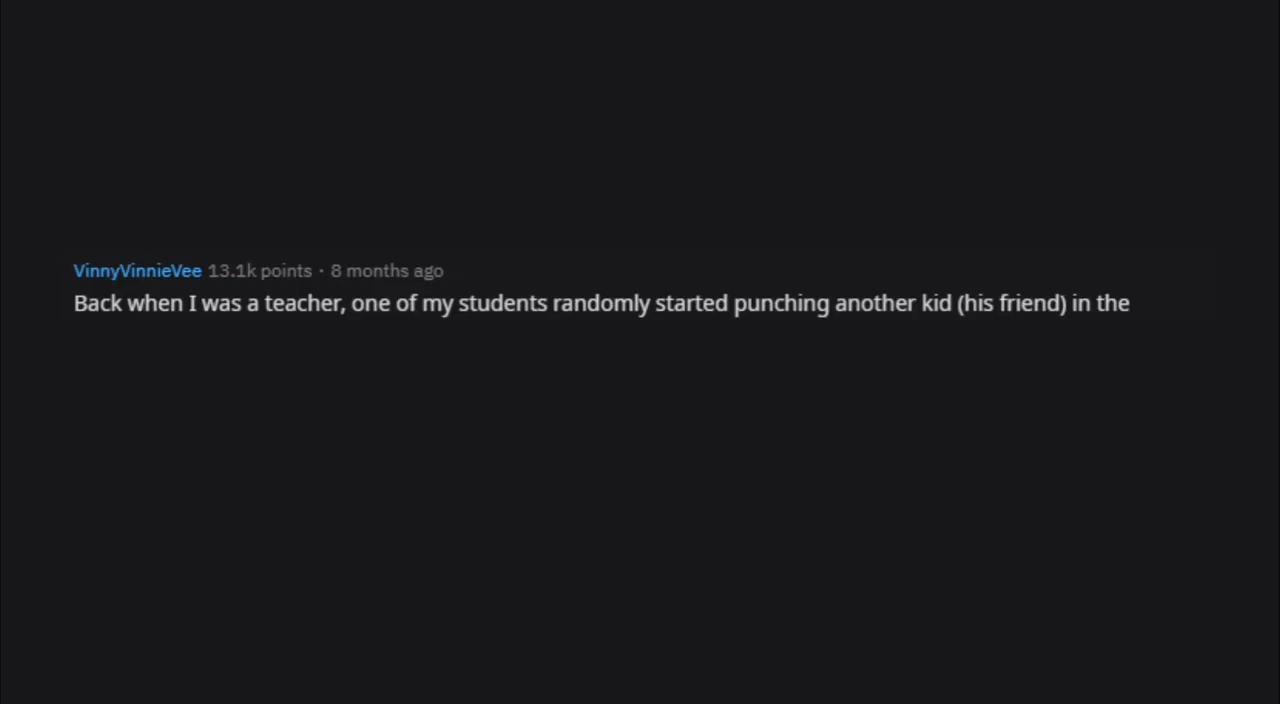 VinnyVinnieVee 13.1k points · 8 months ago
Back when I was a teacher, one of my students randomly started punching another kid (his friend) in the